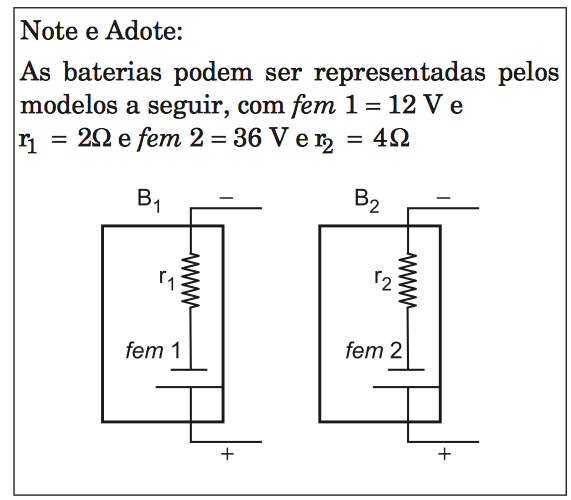 Note e Adote:
As baterias podem ser representadas pelos
modelos a seguir, com fem 1 = 12 V e
r₁ = 2Ω e fem 2 = 36 V e r₂ = 4Ω
B₁ − B₂ −
r₁ r₂
fem 1 fem 2
+ +